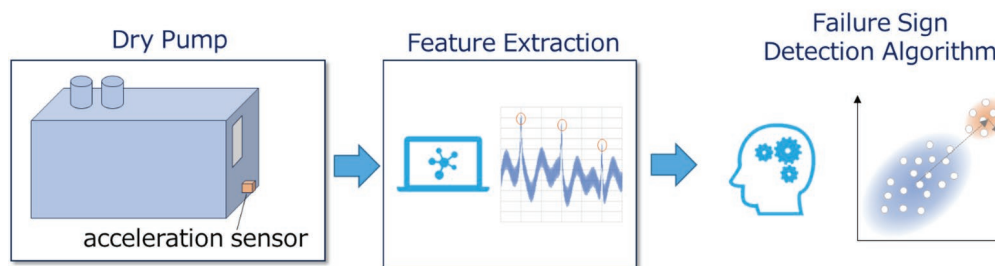 Dry Pump
acceleration sensor
Feature Extraction
Failure Sign
Detection Algorithm